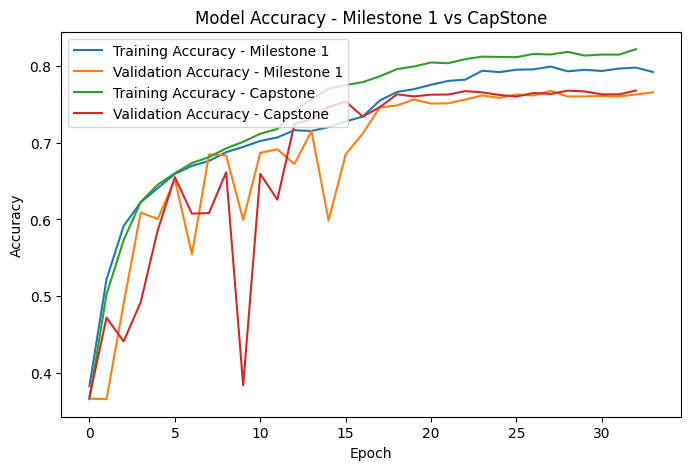 Model Accuracy - Milestone 1 vs CapStone
Training Accuracy - Milestone 1
Validation Accuracy - Milestone 1
Training Accuracy - Capstone
Validation Accuracy - Capstone
Accuracy
0.8
0.7
0.6
0.5
0.4
0 5 10 15 20 25 30
Epoch